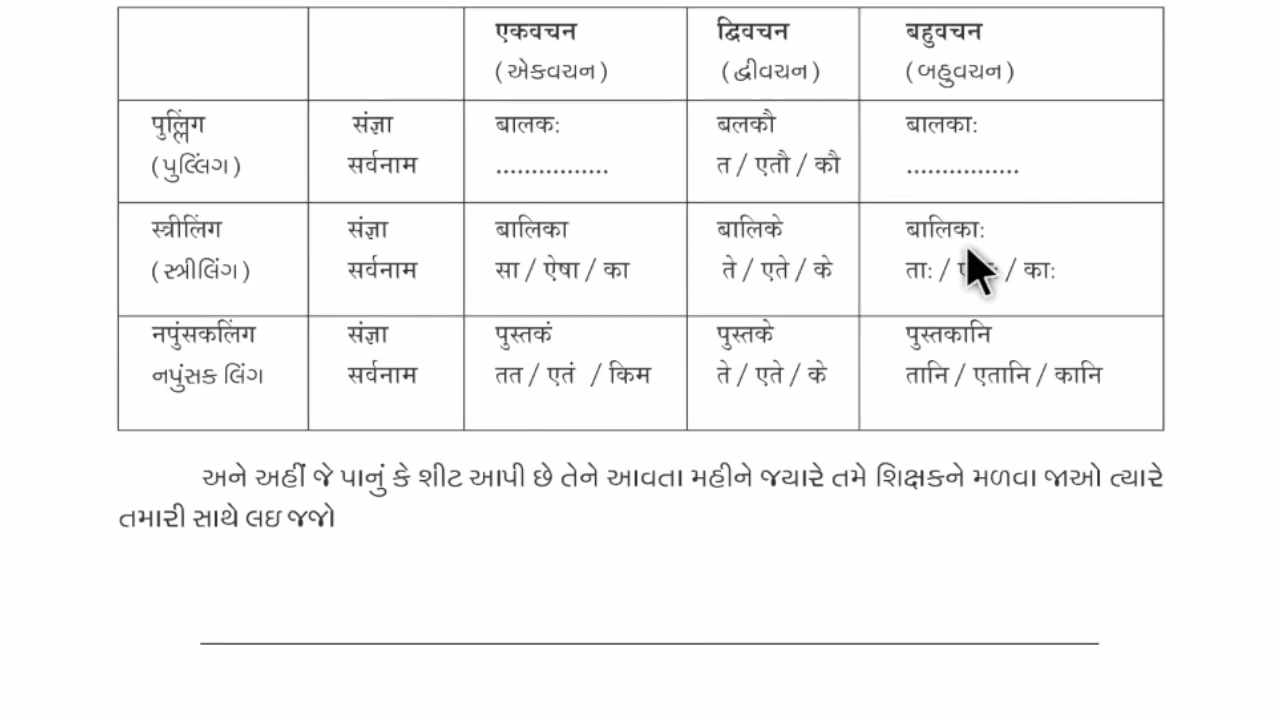 एकवचन द्विवचन बहुवचन
(એકવચન) (દ્વીવચન) (બહુવચન)
पुल्लिंग संज्ञा बालकः बलकौ बालकाः
(પુલ્લિંગ) सर्वनाम ................ त / एतौ / कौ ................
स्त्रीलिंग संज्ञा बालिका बालिके बालिकाः
(સ્ત્રીલિંગ) सर्वनाम सा / ऐषा / का ते / एते / के ताः / / काः
नपुंसकलिंग संज्ञा पुस्तकं पुस्तके पुस्तकानि
નપુંસક લિંગ सर्वनाम तत / एतं / किम ते / एते / के तानि / एतानि / कानि
અને અહીં જે પાનું કે શીટ આપી છે તેને આવતા મહીને જયારે તમે શિક્ષકને મળવા જાઓ ત્યારે
તમારી સાથે લઇ જજો